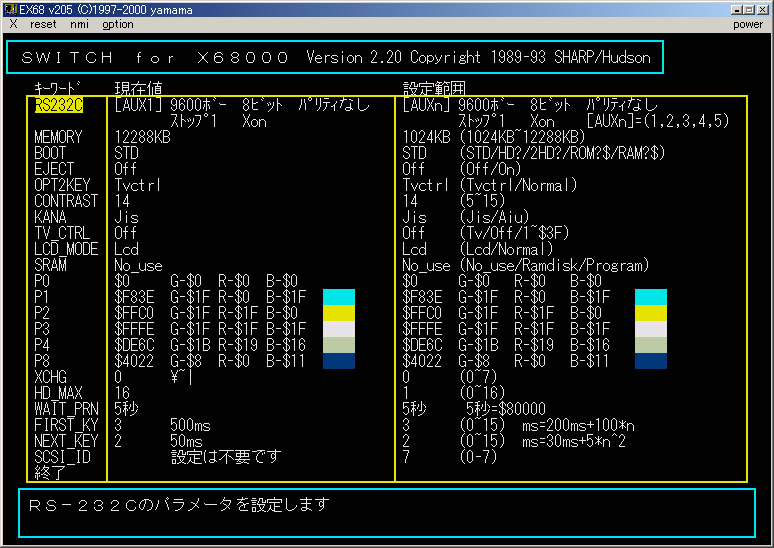 EX68 v205 (C)1997-2000 yamama
X reset nmi option power
ＳＷＩＴＣＨ ｆｏｒ Ｘ６８０００ Version 2.20 Copyright 1989-93 SHARP/Hudson
ｷｰﾜｰﾄﾞ 現在値 設定範囲
RS232C [AUX1] 9600ﾎﾞｰ 8ﾋﾞｯﾄ ﾊﾟﾘﾃｨなし [AUXn] 9600ﾎﾞｰ 8ﾋﾞｯﾄ ﾊﾟﾘﾃｨなし
ｽﾄｯﾌﾟ1 Xon ｽﾄｯﾌﾟ1 Xon [AUXn]=(1,2,3,4,5)
MEMORY 12288KB 1024KB (1024KB~12288KB)
BOOT STD STD (STD/HD?/2HD?/ROM?$/RAM?$)
EJECT Off Off (Off/On)
OPT2KEY Tvctrl Tvctrl (Tvctrl/Normal)
CONTRAST 14 14 (5~15)
KANA Jis Jis (Jis/Aiu)
TV_CTRL Off Off (Tv/Off/1~$3F)
LCD_MODE Lcd Lcd (Lcd/Normal)
SRAM No_use No_use (No_use/Ramdisk/Program)
P0 $0 G-$0 R-$0 B-$0 $0 G-$0 R-$0 B-$0
P1 $F83E G-$1F R-$0 B-$1F $F83E G-$1F R-$0 B-$1F
P2 $FFC0 G-$1F R-$1F B-$0 $FFC0 G-$1F R-$1F B-$0
P3 $FFFE G-$1F R-$1F B-$1F $FFFE G-$1F R-$1F B-$1F
P4 $DE6C G-$1B R-$19 B-$16 $DE6C G-$1B R-$19 B-$16
P8 $4022 G-$8 R-$0 B-$11 $4022 G-$8 R-$0 B-$11
XCHG 0 ¥~| 0 (0~7)
HD_MAX 16 1 (0~16)
WAIT_PRN 5秒 5秒 5秒=$80000
FIRST_KY 3 500ms 3 (0~15) ms=200ms+100*n
NEXT_KEY 2 50ms 2 (0~15) ms=30ms+5*n^2
SCSI_ID 設定は不要です 7 (0-7)
終了
ＲＳ－２３２Ｃのパラメータを設定します